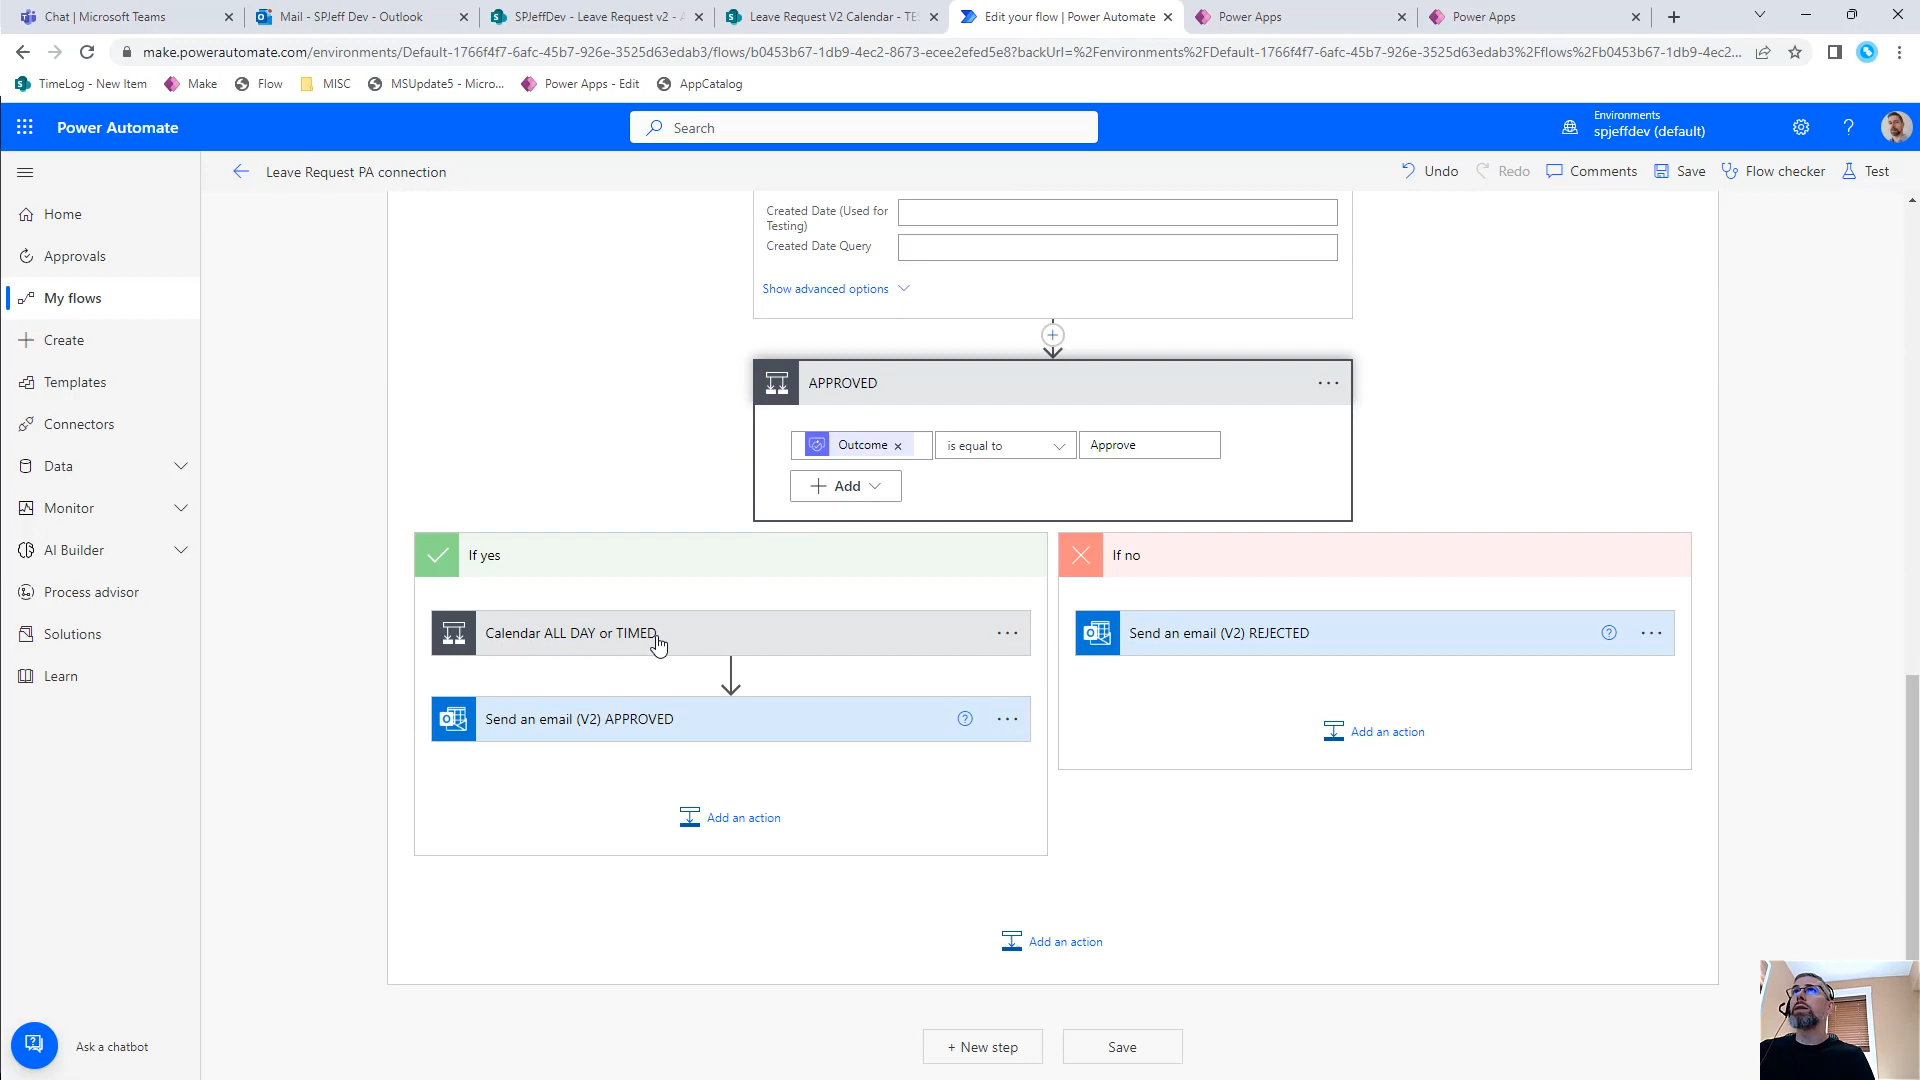 Chat | Microsoft Teams
Mail - SPJeff Dev - Outlook
SPJeffDev - Leave Request v2 - A
Leave Request V2 Calendar - TES
Edit your flow | Power Automate
Power Apps
Power Apps
make.powerautomate.com/environments/Default-1766f4f7-6afc-45b7-926e-3525d63edab3/flows/b0453b67-1db9-4ec2-8673-ecee2efed5e8?backUrl=%2Fenvironments%2FDefault-1766f4f7-6afc-45b7-926e-3525d63edab3%2Fflows%2Fb0453b67-1db9-4ec2-9...
TimeLog - New Item
Make
Flow
MISC
MSUpdate5 - Micro...
Power Apps - Edit
AppCatalog
Power Automate
Search
Environments
spjeffdev (default)
Leave Request PA connection
Undo
Redo
Comments
Save
Flow checker
Test
Home
Approvals
My flows
Create
Templates
Connectors
Data
Monitor
AI Builder
Process advisor
Solutions
Learn
Ask a chatbot
Created Date (Used for
Testing)
Created Date Query
Show advanced options
APPROVED
Outcome
is equal to
Approve
Add
If yes
If no
Calendar ALL DAY or TIMED
Send an email (V2) REJECTED
Send an email (V2) APPROVED
Add an action
Add an action
Add an action
+ New step
Save